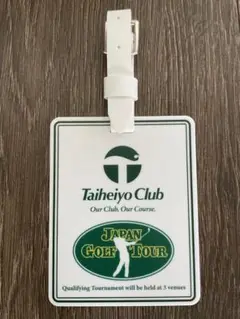 Taiheiyo Club
Our Club. Our Course.
JAPAN
GOLF TOUR
Qualifying Tournament will be held at 3 venues